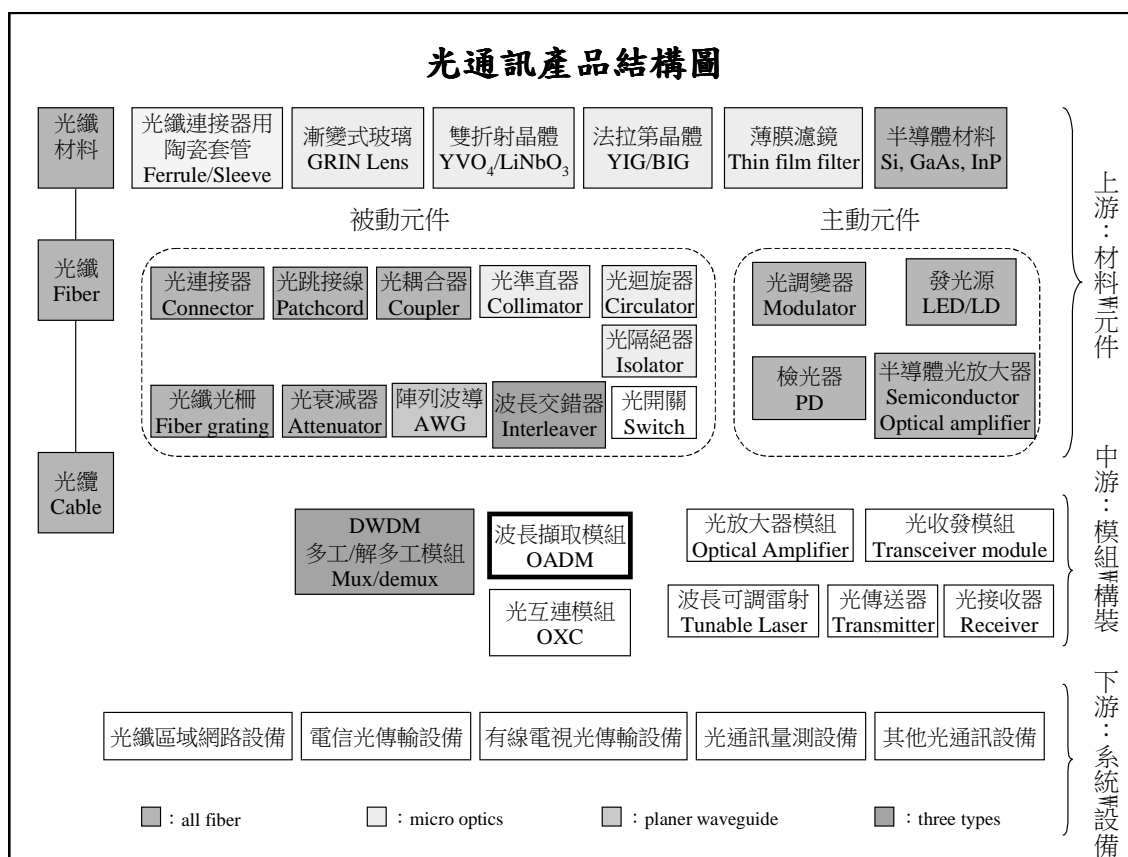 光通訊產品結構圖
光纖
材料
光纖連接器用
陶瓷套管
Ferrule/Sleeve
漸變式玻璃
GRIN Lens
雙折射晶體
YVO4/LiNbO3
法拉第晶體
YIG/BIG
薄膜濾鏡
Thin film filter
半導體材料
Si, GaAs, InP
上游：材料\元件
被動元件
主動元件
光纖
Fiber
光連接器
Connector
光跳接線
Patchcord
光耦合器
Coupler
光準直器
Collimator
光迴旋器
Circulator
光隔絕器
Isolator
光纖光柵
Fiber grating
光衰減器
Attenuator
陣列波導
AWG
波長交錯器
Interleaver
光開關
Switch
光調變器
Modulator
發光源
LED/LD
檢光器
PD
半導體光放大器
Semiconductor
Optical amplifier
光纜
Cable
中游：模組\構裝
DWDM
多工/解多工模組
Mux/demux
波長擷取模組
OADM
光互連模組
OXC
光放大器模組
Optical Amplifier
光收發模組
Transceiver module
波長可調雷射
Tunable Laser
光傳送器
Transmitter
光接收器
Receiver
下游：系統\設備
光纖區域網路設備
電信光傳輸設備
有線電視光傳輸設備
光通訊量測設備
其他光通訊設備
：all fiber
：micro optics
：planer waveguide
：three types